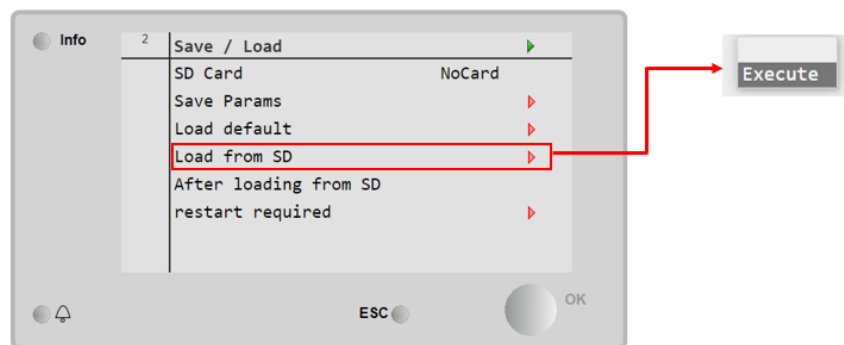 Info
2
Save / Load
SD Card NoCard
Save Params
Load default
Load from SD
After loading from SD
restart required
Execute
ESC
OK